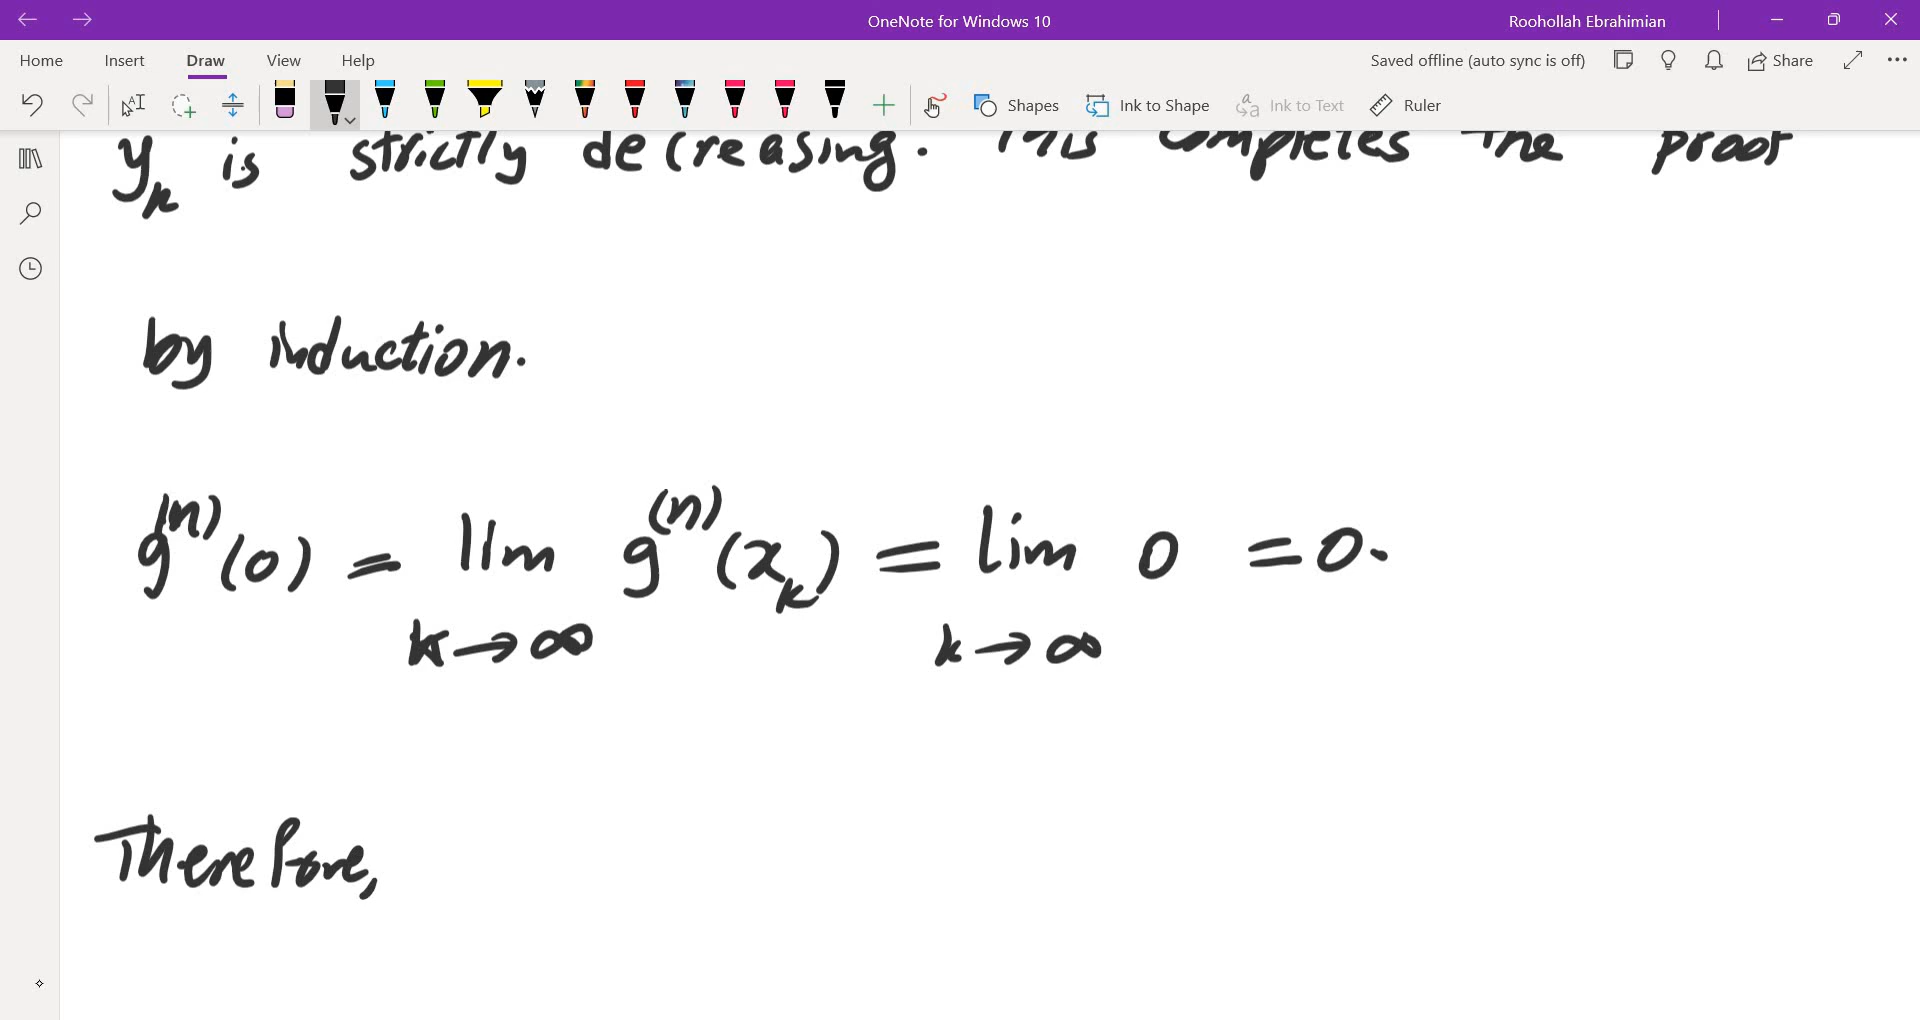 OneNote for Windows 10 Roohollah Ebrahimian
Home Insert Draw View Help Saved offline (auto sync is off) Share
Shapes Ink to Shape Ink to Text Ruler
y_k is strictly decreasing. This completes the proof
by induction.
g^(n)(0) = lim g^(n)(x_k) = lim 0 = 0.
k→∞ k→∞
Therefore,